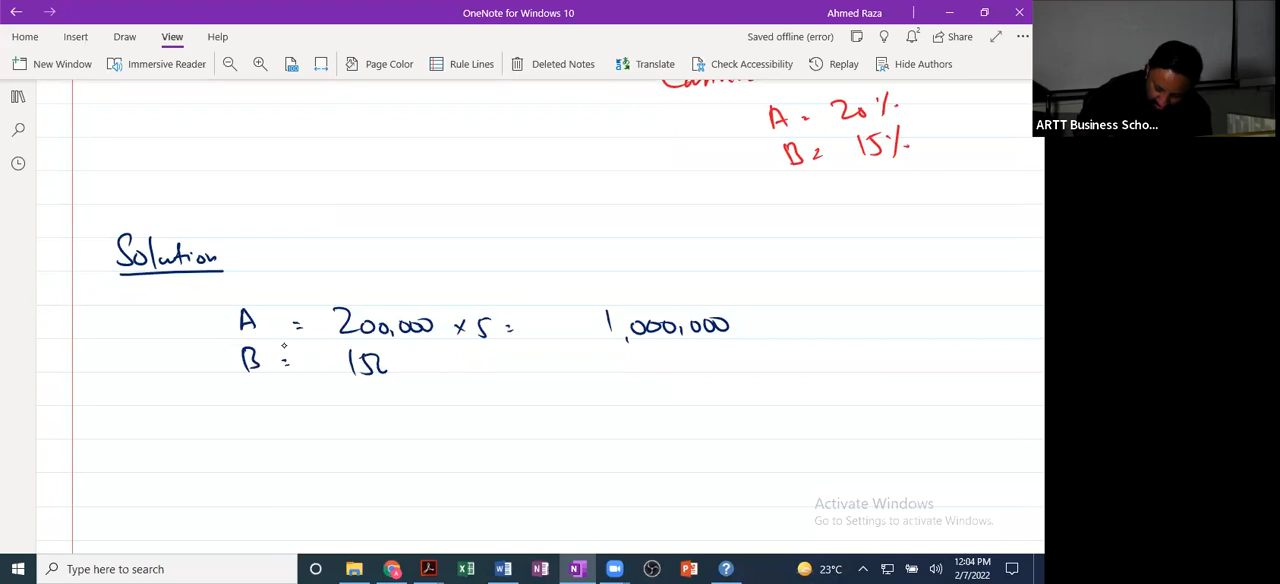 OneNote for Windows 10
Ahmed Raza
Home Insert Draw View Help
Saved offline (error)
2
Share
New Window Immersive Reader Page Color Rule Lines Deleted Notes Translate Check Accessibility Replay Hide Authors
ARTT Business Scho...
A = 20%.
B = 15%.
Solution
A = 200,000 × 5 = 1,000,000
B = 150
Activate Windows
Go to Settings to activate Windows.
Type here to search
23°C
12:04 PM
2/7/2022